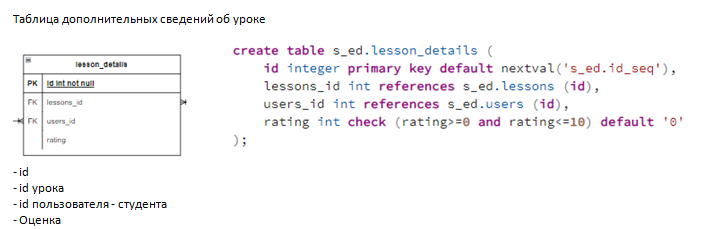 Таблица дополнительных сведений об уроке
lesson_details
PK id int not null
FK lessons_id
FK users_id
rating
create table s_ed.lesson_details (
id integer primary key default nextval('s_ed.id_seq'),
lessons_id int references s_ed.lessons (id),
users_id int references s_ed.users (id),
rating int check (rating>=0 and rating<=10) default '0'
);
- id
- id урока
- id пользователя - студента
- Оценка